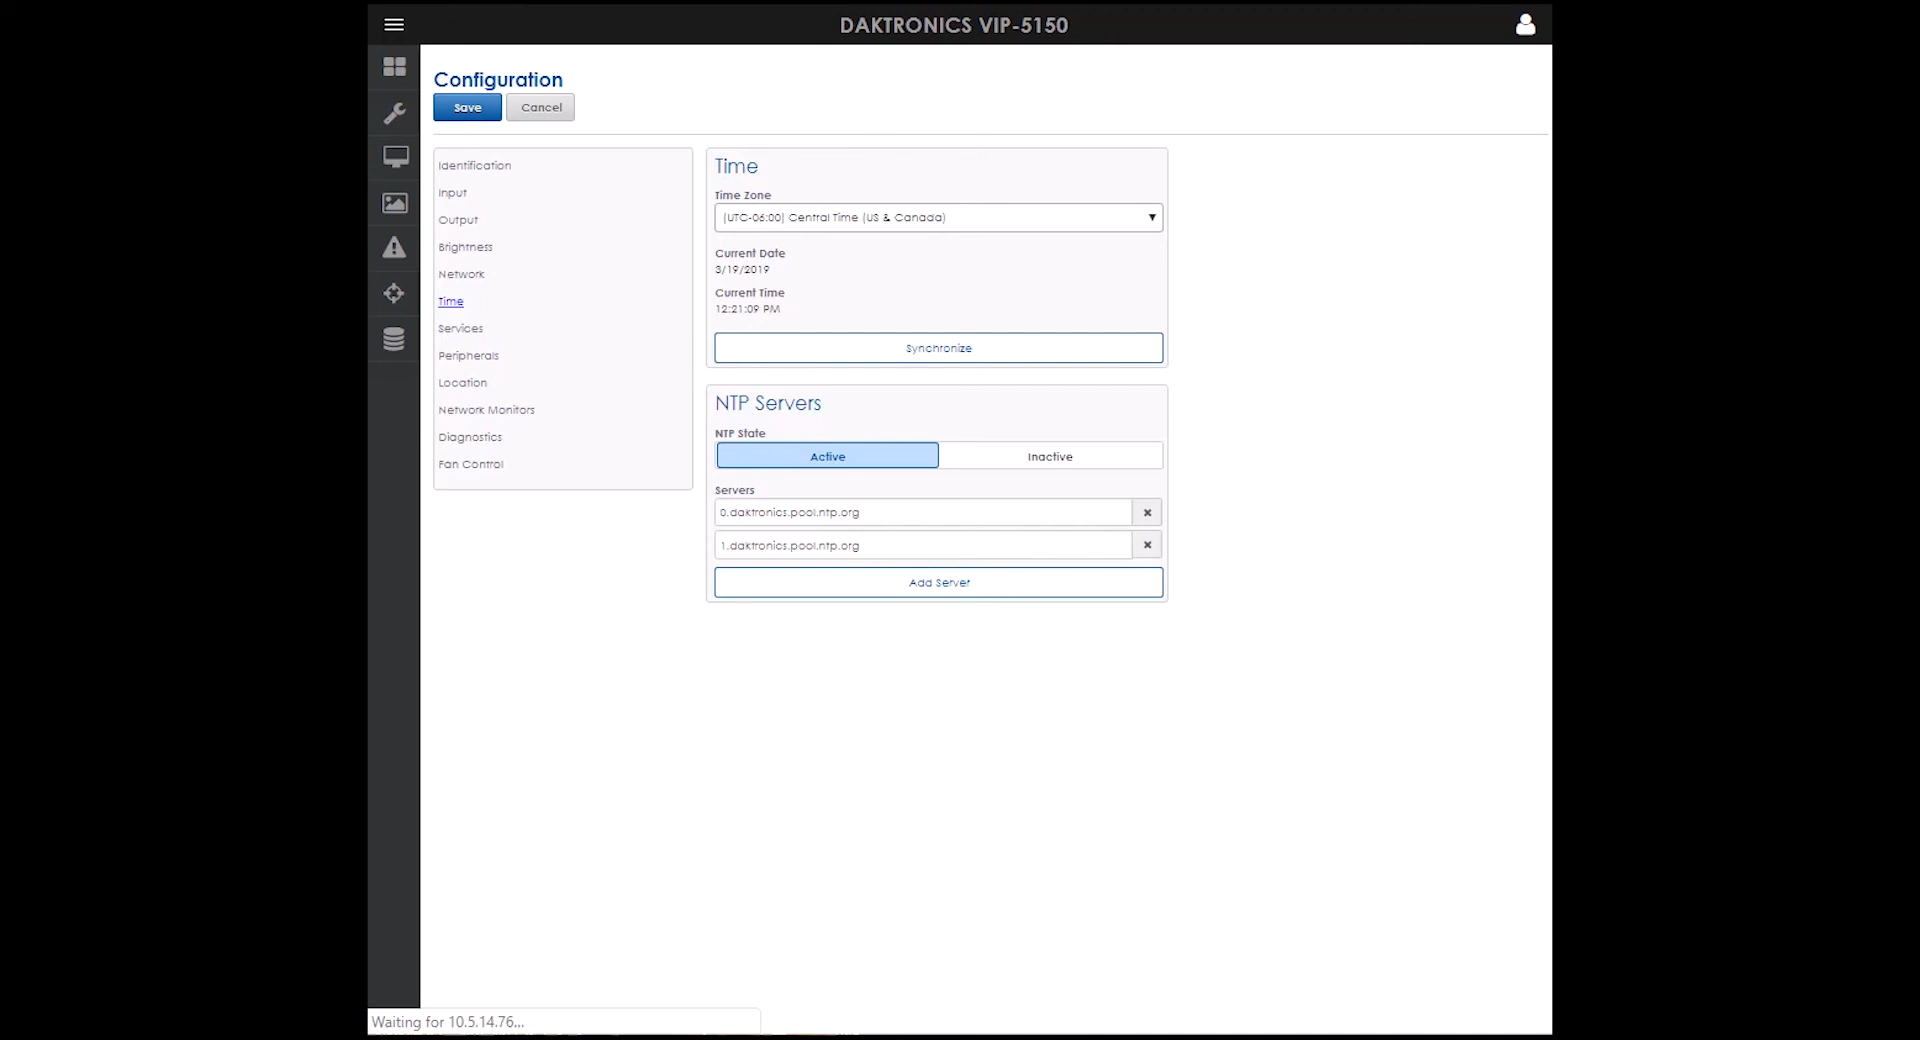 DAKTRONICS VIP-5150
Configuration
Save
Cancel
Identification
Input
Output
Brightness
Network
Time
Services
Peripherals
Location
Network Monitors
Diagnostics
Fan Control
Time
Time Zone
(UTC-06:00) Central Time (US & Canada)
Current Date
3/19/2019
Current Time
12:21:09 PM
Synchronize
NTP Servers
NTP State
Active
Inactive
Servers
0.daktronics.pool.ntp.org
1.daktronics.pool.ntp.org
Add Server
Waiting for 10.5.14.76...